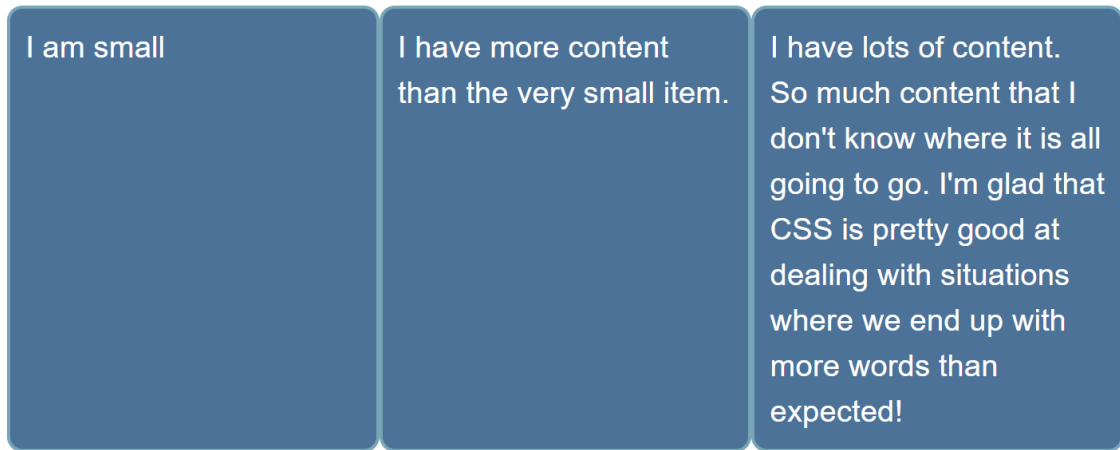 I am small
I have more content
than the very small item.
I have lots of content.
So much content that I
don't know where it is all
going to go. I'm glad that
CSS is pretty good at
dealing with situations
where we end up with
more words than
expected!